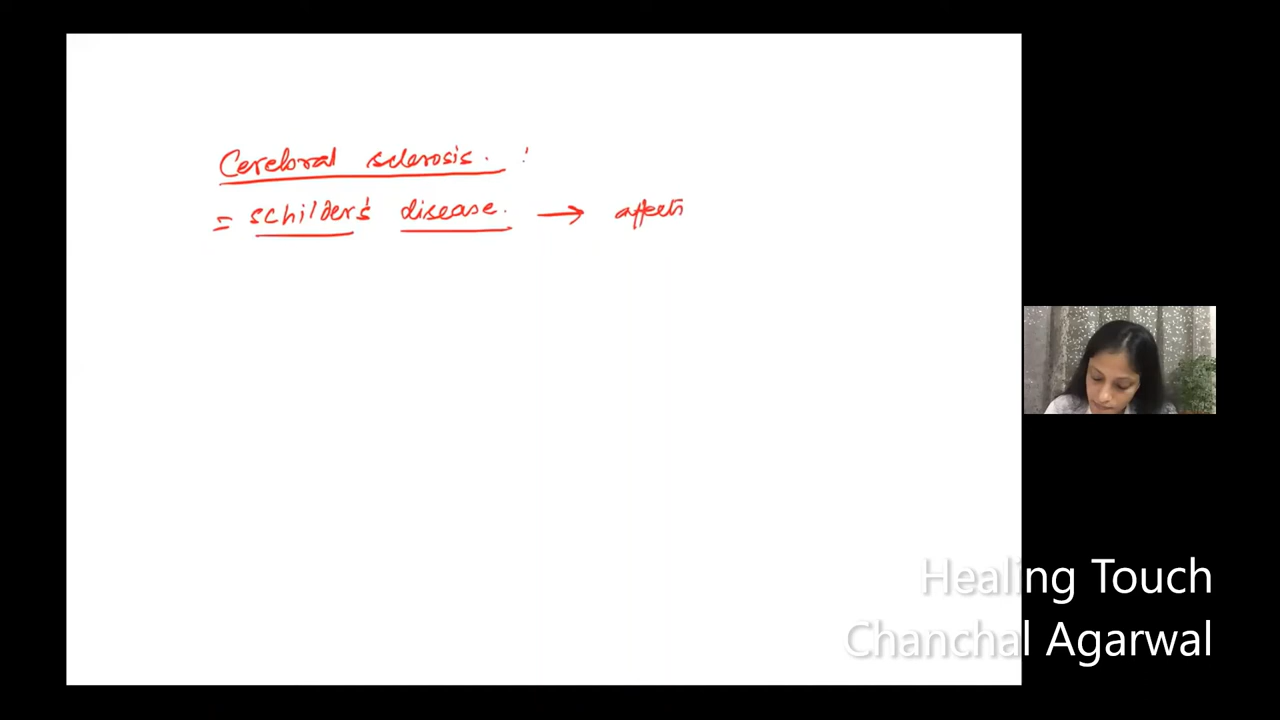 Cerebral sclerosis. :
= schilder's disease. → affects
Healing Touch
Chanchal Agarwal